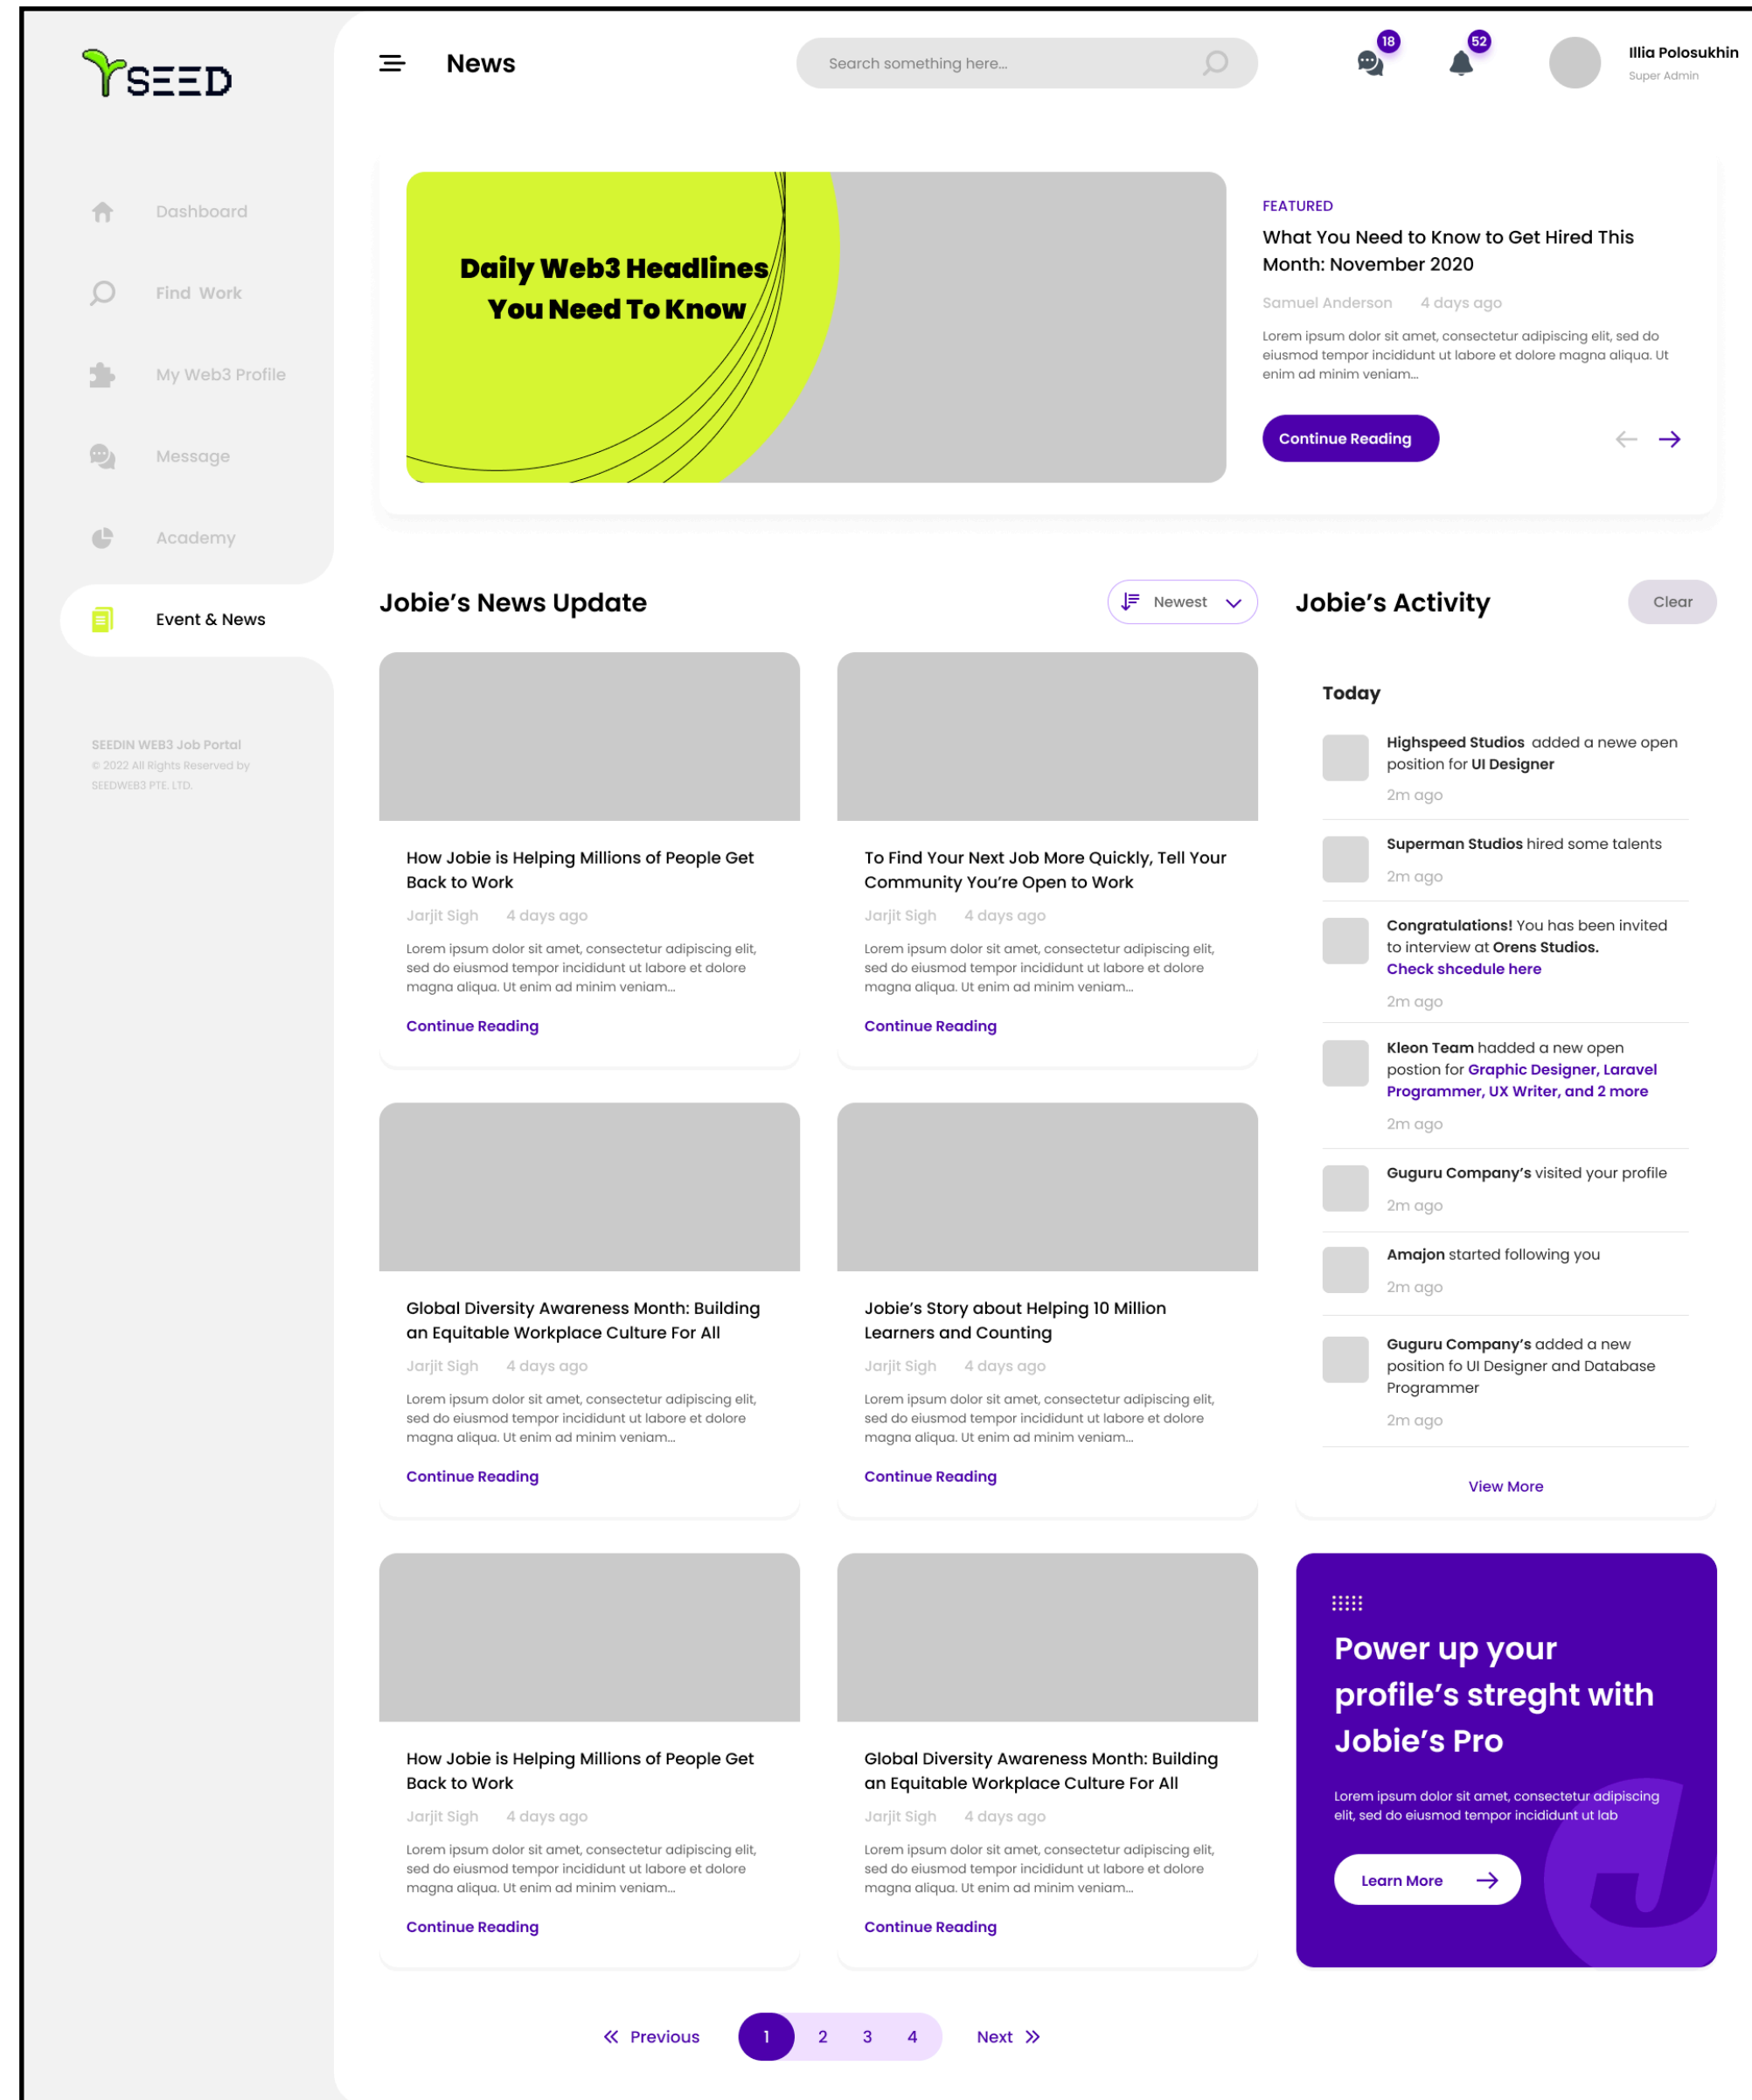 SEED
News
Search something here...
18
52
Illia Polosukhin
Super Admin
Dashboard
Find Work
My Web3 Profile
Message
Academy
Event & News
SEEDIN WEB3 Job Portal
© 2022 All Rights Reserved by
SEEDWEB3 PTE. LTD.
Daily Web3 Headlines
You Need To Know
FEATURED
What You Need to Know to Get Hired This
Month: November 2020
Samuel Anderson 4 days ago
Lorem ipsum dolor sit amet, consectetur adipiscing elit, sed do
eiusmod tempor incididunt ut labore et dolore magna aliqua. Ut
enim ad minim veniam...
Continue Reading
Jobie's News Update
Newest
How Jobie is Helping Millions of People Get
Back to Work
Jarjit Sigh 4 days ago
Lorem ipsum dolor sit amet, consectetur adipiscing elit,
sed do eiusmod tempor incididunt ut labore et dolore
magna aliqua. Ut enim ad minim veniam...
Continue Reading
To Find Your Next Job More Quickly, Tell Your
Community You're Open to Work
Jarjit Sigh 4 days ago
Lorem ipsum dolor sit amet, consectetur adipiscing elit,
sed do eiusmod tempor incididunt ut labore et dolore
magna aliqua. Ut enim ad minim veniam...
Continue Reading
Global Diversity Awareness Month: Building
an Equitable Workplace Culture For All
Jarjit Sigh 4 days ago
Lorem ipsum dolor sit amet, consectetur adipiscing elit,
sed do eiusmod tempor incididunt ut labore et dolore
magna aliqua. Ut enim ad minim veniam...
Continue Reading
Jobie's Story about Helping 10 Million
Learners and Counting
Jarjit Sigh 4 days ago
Lorem ipsum dolor sit amet, consectetur adipiscing elit,
sed do eiusmod tempor incididunt ut labore et dolore
magna aliqua. Ut enim ad minim veniam...
Continue Reading
How Jobie is Helping Millions of People Get
Back to Work
Jarjit Sigh 4 days ago
Lorem ipsum dolor sit amet, consectetur adipiscing elit,
sed do eiusmod tempor incididunt ut labore et dolore
magna aliqua. Ut enim ad minim veniam...
Continue Reading
Global Diversity Awareness Month: Building
an Equitable Workplace Culture For All
Jarjit Sigh 4 days ago
Lorem ipsum dolor sit amet, consectetur adipiscing elit,
sed do eiusmod tempor incididunt ut labore et dolore
magna aliqua. Ut enim ad minim veniam...
Continue Reading
Previous 1 2 3 4 Next
Jobie's Activity
Clear
Today
Highspeed Studios added a newe open
position for UI Designer
2m ago
Superman Studios hired some talents
2m ago
Congratulations! You has been invited
to interview at Orens Studios.
Check shcedule here
2m ago
Kleon Team hadded a new open
postion for Graphic Designer, Laravel
Programmer, UX Writer, and 2 more
2m ago
Guguru Company's visited your profile
2m ago
Amajon started following you
2m ago
Guguru Company's added a new
position fo UI Designer and Database
Programmer
2m ago
View More
Power up your
profile's streght with
Jobie's Pro
Lorem ipsum dolor sit amet, consectetur adipiscing
elit, sed do eiusmod tempor incididunt ut lab
Learn More
J